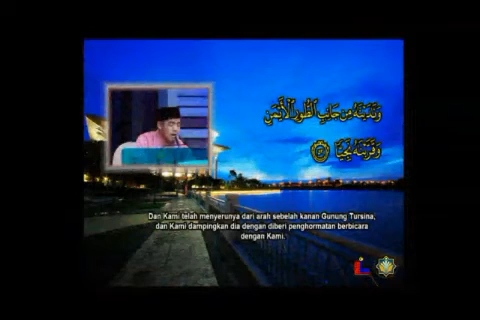 وَنَـٰدَيْنَـٰهُ مِن جَانِبِ ٱلطُّورِ ٱلْأَيْمَنِ
وَقَرَّبْنَـٰهُ نَجِيًّا
Dan Kami telah menyerunya dari arah sebelah kanan Gunung Tursina,
dan Kami dampingkan dia dengan diberi penghormatan berbicara
dengan Kami.